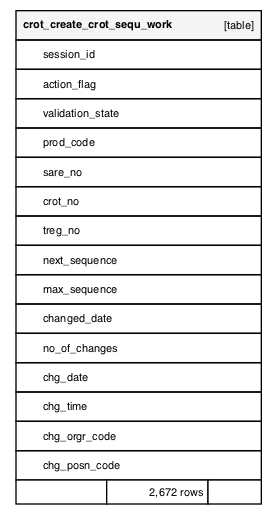 crot_create_crot_sequ_work [table]
session_id
action_flag
validation_state
prod_code
sare_no
crot_no
treg_no
next_sequence
max_sequence
changed_date
no_of_changes
chg_date
chg_time
chg_orgr_code
chg_posn_code
2,672 rows